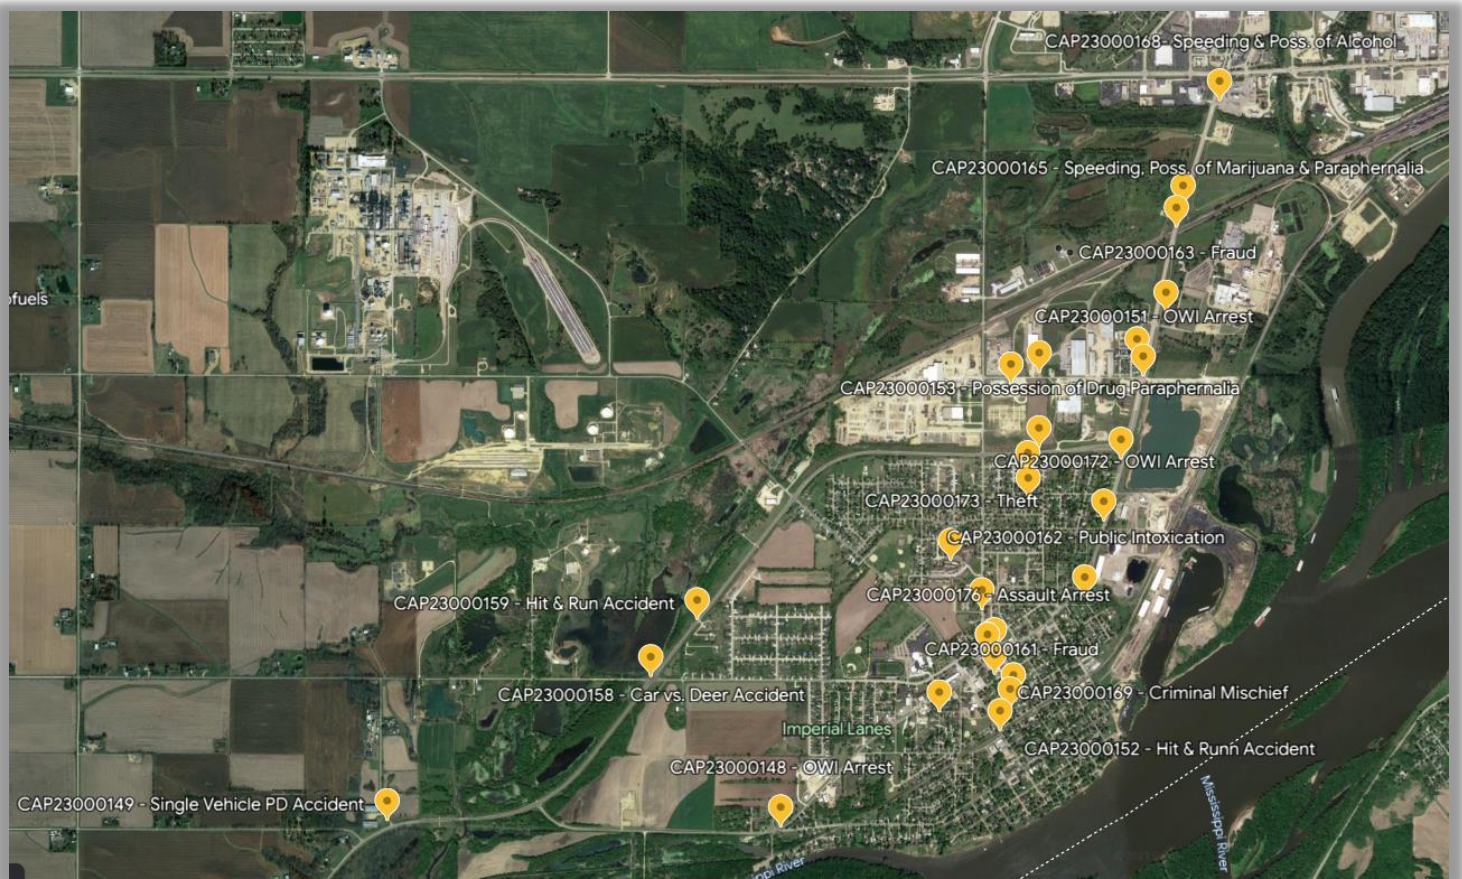 CAP23000168- Speeding & Poss. of Alcohol
CAP23000165 - Speeding, Poss. of Marijuana & Paraphernalia
CAP23000163 - Fraud
ofuels
CAP23000151 - OWI Arrest
CAP23000153 - Possession of Drug Paraphernalia
CAP23000172 - OWI Arrest
CAP23000173 - Theft
CAP23000162 - Public Intoxication
CAP23000176 - Assault Arrest
CAP23000159 - Hit & Run Accident
CAP23000161 - Fraud
CAP23000158 - Car vs. Deer Accident
CAP23000169 - Criminal Mischief
Imperial Lanes
CAP23000152 - Hit & Runn Accident
CAP23000148 - OWI Arrest
CAP23000149 - Single Vehicle PD Accident
Mississippi River
ippi River